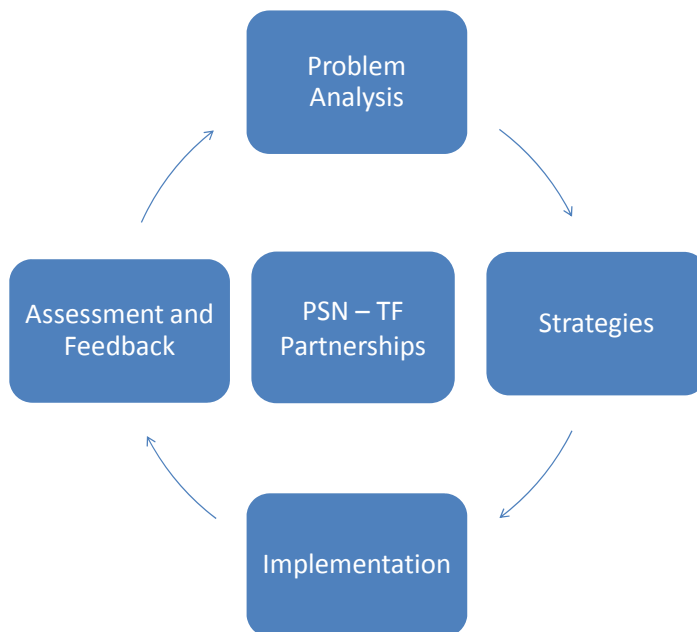 Problem
Analysis
Assessment and
Feedback
PSN – TF
Partnerships
Strategies
Implementation